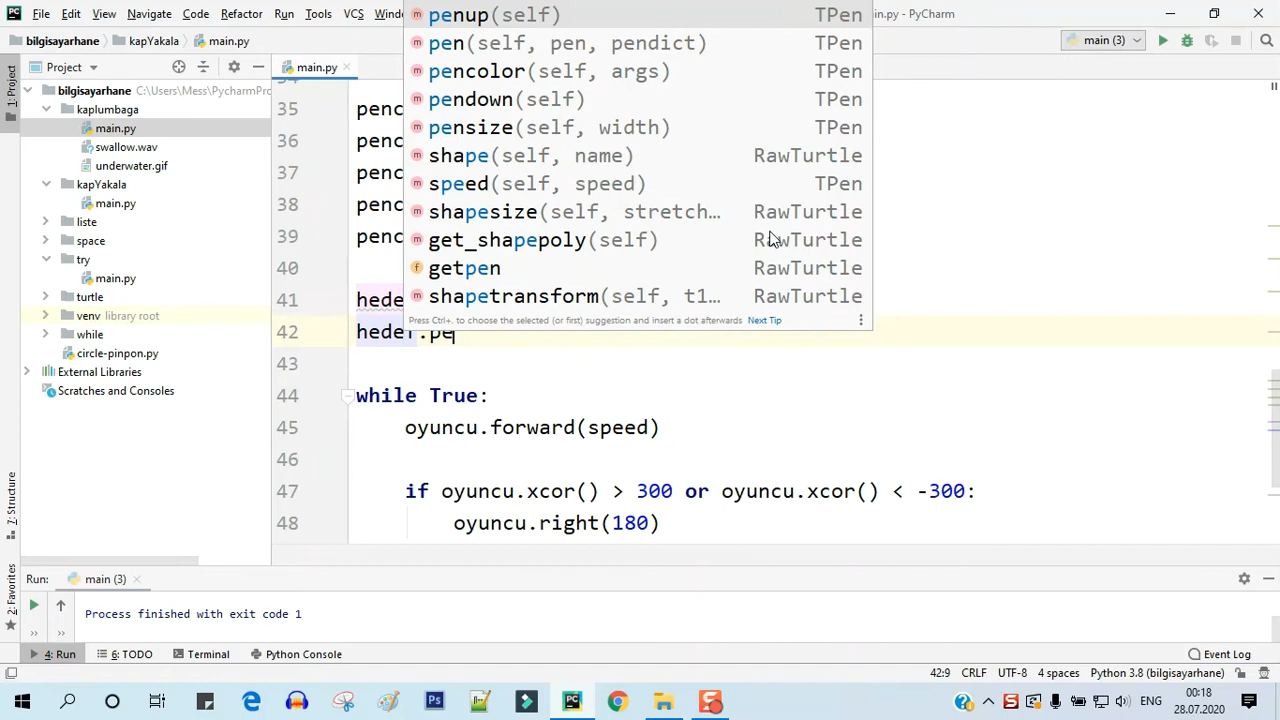 File Edit View Navigate Code Refactor Run Tools VCS
penup(self) TPen
PyCharm
bilgisayarhane kapYakala main.py
main (3)
pen(self, pen, pendict) TPen
1: Project
Project
main.py
pencolor(self, args) TPen
bilgisayarhane
kaplumbaga
main.py
swallow.wav
underwater.gif
kapYakala
main.py
liste
space
try
main.py
turtle
venv library root
while
circle-pinpon.py
External Libraries
Scratches and Consoles
pendown(self) TPen
pensize(self, width) TPen
shape(self, name) RawTurtle
speed(self, speed) TPen
shapesize(self, stretch… RawTurtle
get_shapepoly(self) RawTurtle
getpen RawTurtle
shapetransform(self, t1… RawTurtle
Press Ctrl+. to choose the selected (or first) suggestion and insert a dot afterwards Next Tip
35 penc
36 penc
37 penc
38 penc
39 penc
40
41 hede
42 hedef.pe
43
44 while True:
45 oyuncu.forward(speed)
46
47 if oyuncu.xcor() > 300 or oyuncu.xcor() < -300:
48 oyuncu.right(180)
7: Structure
2: Favorites
Run: main (3)
Process finished with exit code 1
4: Run 6: TODO Terminal Python Console Event Log
42:9 CRLF UTF-8 4 spaces Python 3.8 (bilgisayarhane)
ENG
00:18
28.07.2020